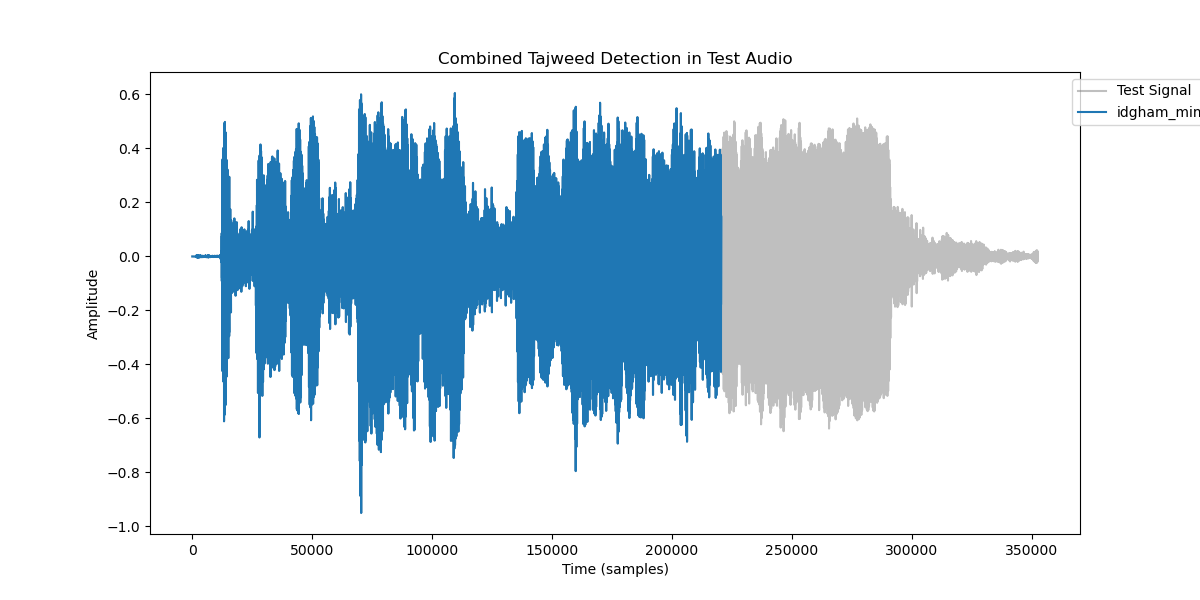 Combined Tajweed Detection in Test Audio
Test Signal
idgham_min
0.6
0.4
0.2
0.0
−0.2
−0.4
−0.6
−0.8
−1.0
Amplitude
0 50000 100000 150000 200000 250000 300000 350000
Time (samples)